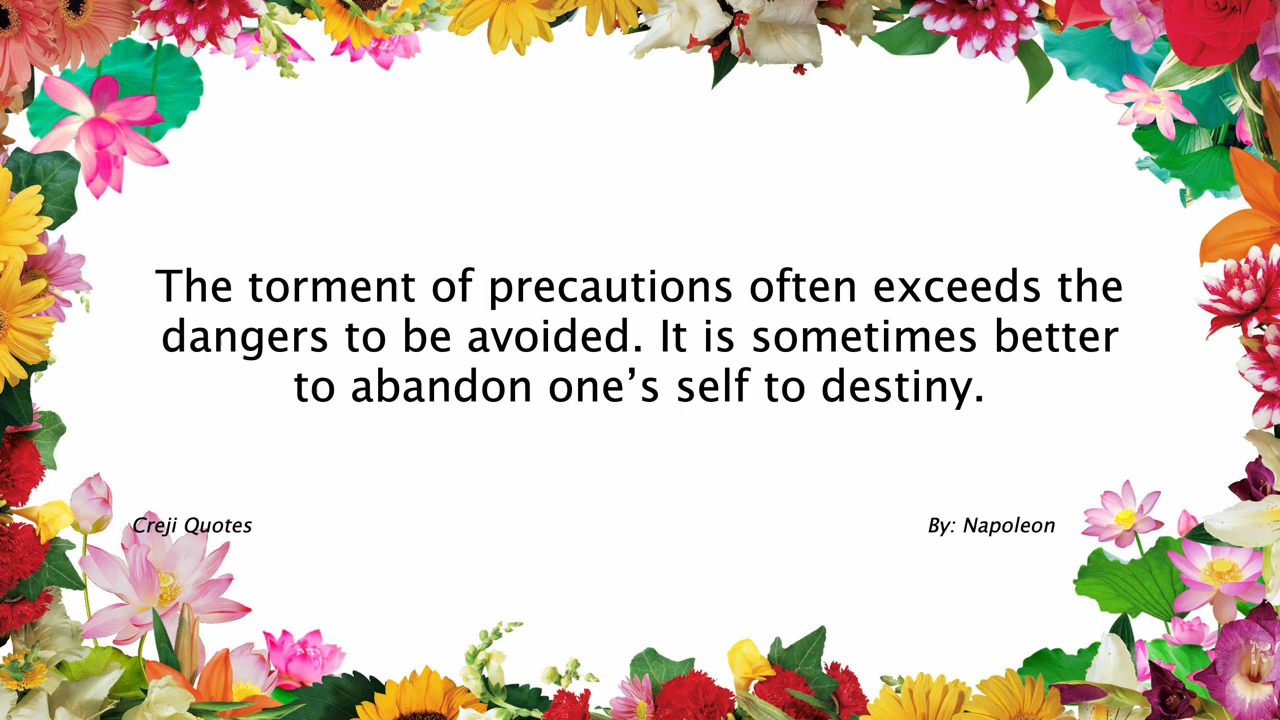 The torment of precautions often exceeds the
dangers to be avoided. It is sometimes better
to abandon one’s self to destiny.
Creji Quotes
By: Napoleon